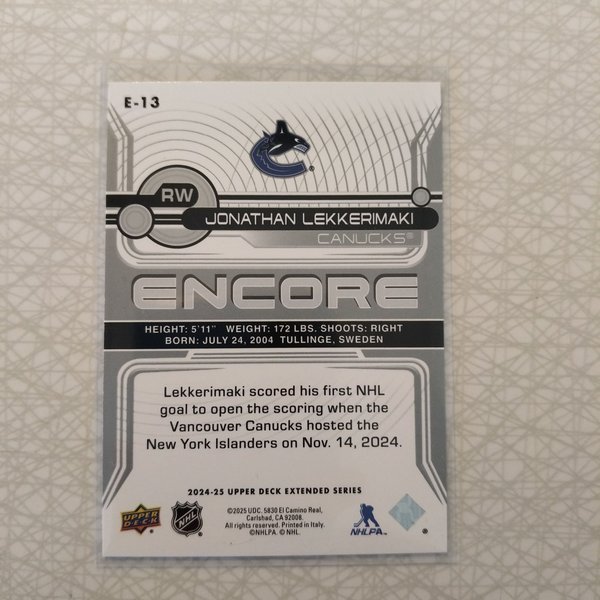 E-13
RW
JONATHAN LEKKERIMAKI
CANUCKS®
ENCORE
HEIGHT: 5'11" WEIGHT: 172 LBS. SHOOTS: RIGHT
BORN: JULY 24, 2004 TULLINGE, SWEDEN
Lekkerimaki scored his first NHL
goal to open the scoring when the
Vancouver Canucks hosted the
New York Islanders on Nov. 14, 2024.
2024-25 UPPER DECK EXTENDED SERIES
UPPER
DECK
NHL
©2025 UDC. 5830 El Camino Real,
Carlsbad, CA 92008.
All rights reserved. Printed in Italy.
©NHLPA. © NHL.
NHLPA